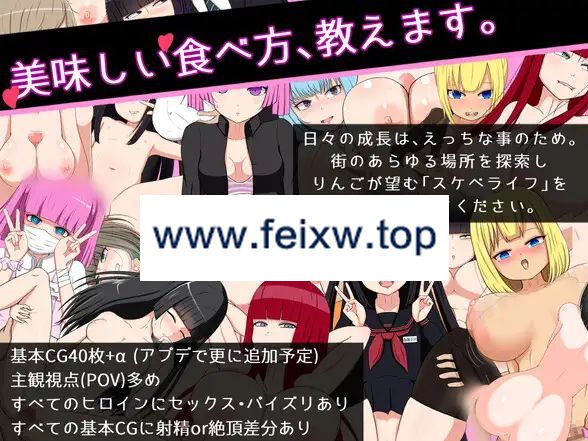 美味しい食べ方、教えます。
日々の成長は、えっちな事のため。
街のあらゆる場所を探索し
りんごが望む「スケベライフ」を
ください。
www.feixw.top
基本CG40枚+α (アプデで更に追加予定)
主観視点(POV)多め
すべてのヒロインにセックス・パイズリあり
すべての基本CGに射精or絶頂差分あり